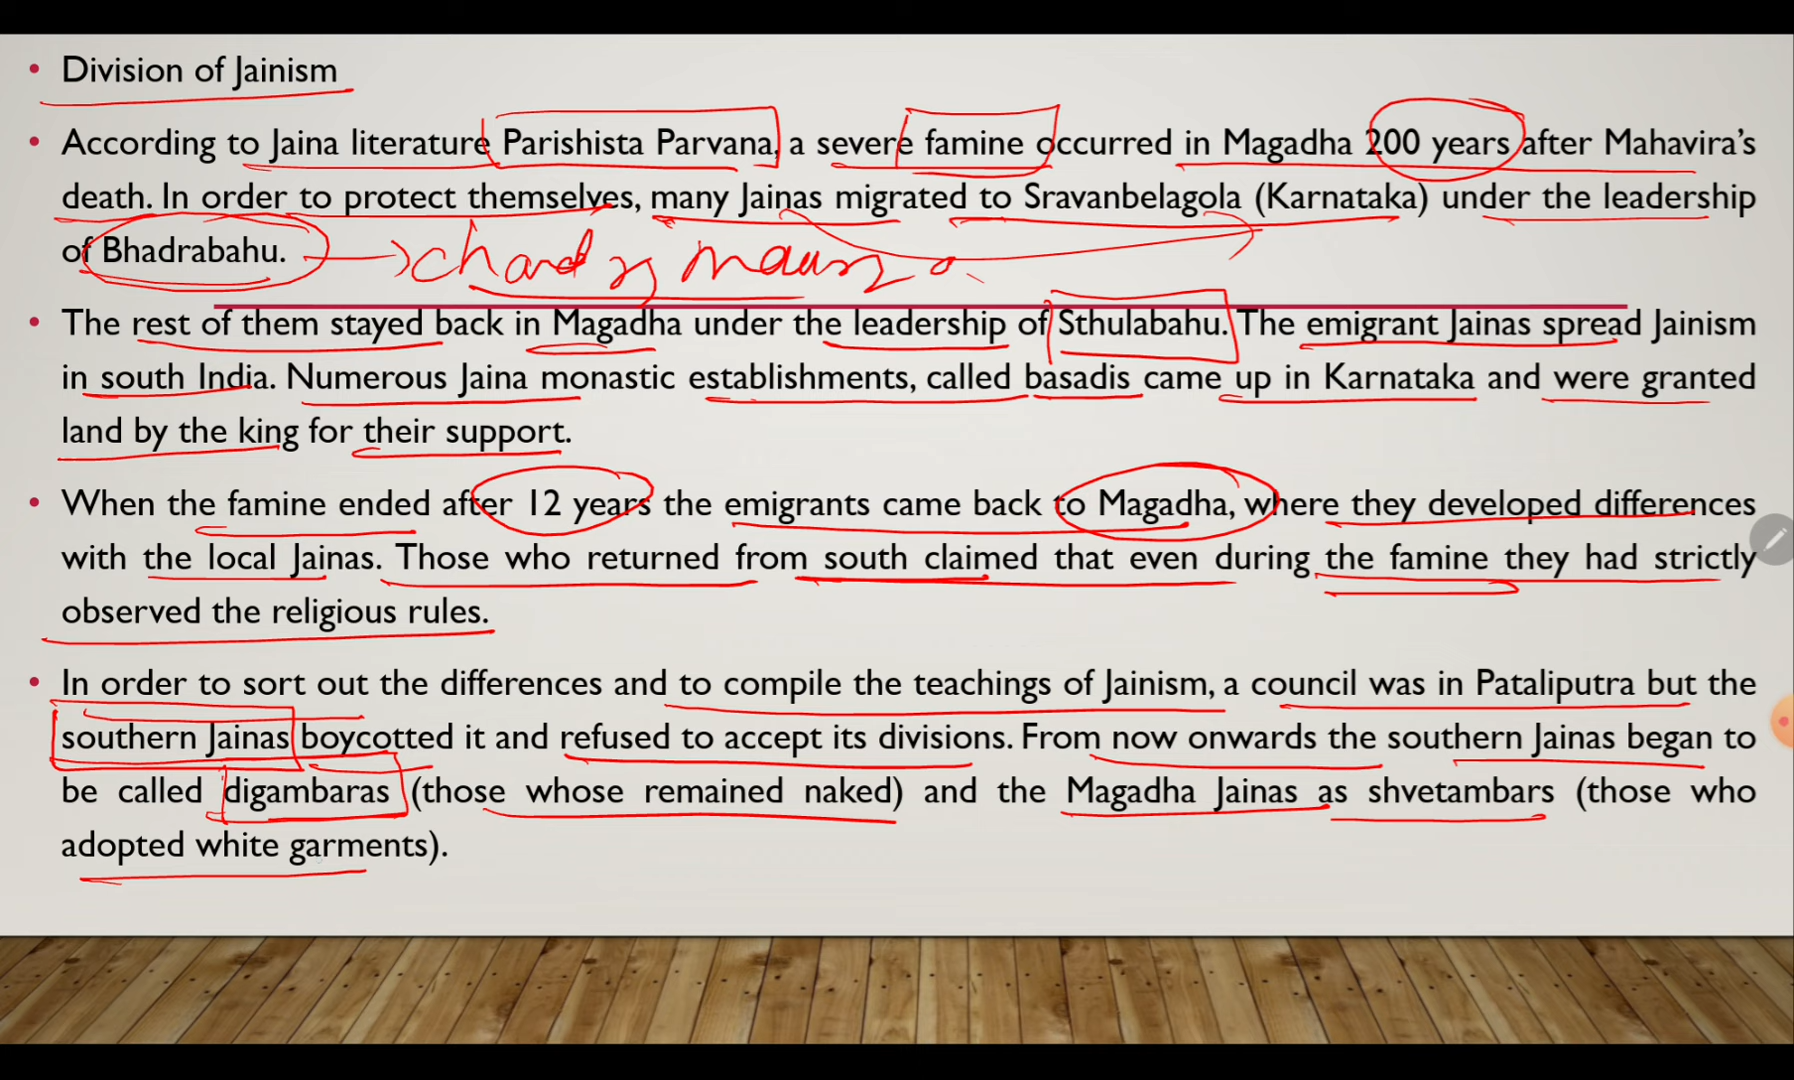 • Division of Jainism
• According to Jaina literature Parishista Parvana, a severe famine occurred in Magadha 200 years after Mahavira's
death. In order to protect themselves, many Jainas migrated to Sravanbelagola (Karnataka) under the leadership
of Bhadrabahu.
• The rest of them stayed back in Magadha under the leadership of Sthulabahu. The emigrant Jainas spread Jainism
in south India. Numerous Jaina monastic establishments, called basadis came up in Karnataka and were granted
land by the king for their support.
• When the famine ended after 12 years the emigrants came back to Magadha, where they developed differences
with the local Jainas. Those who returned from south claimed that even during the famine they had strictly
observed the religious rules.
• In order to sort out the differences and to compile the teachings of Jainism, a council was in Pataliputra but the
southern Jainas boycotted it and refused to accept its divisions. From now onwards the southern Jainas began to
be called digambaras (those whose remained naked) and the Magadha Jainas as shvetambars (those who
adopted white garments).